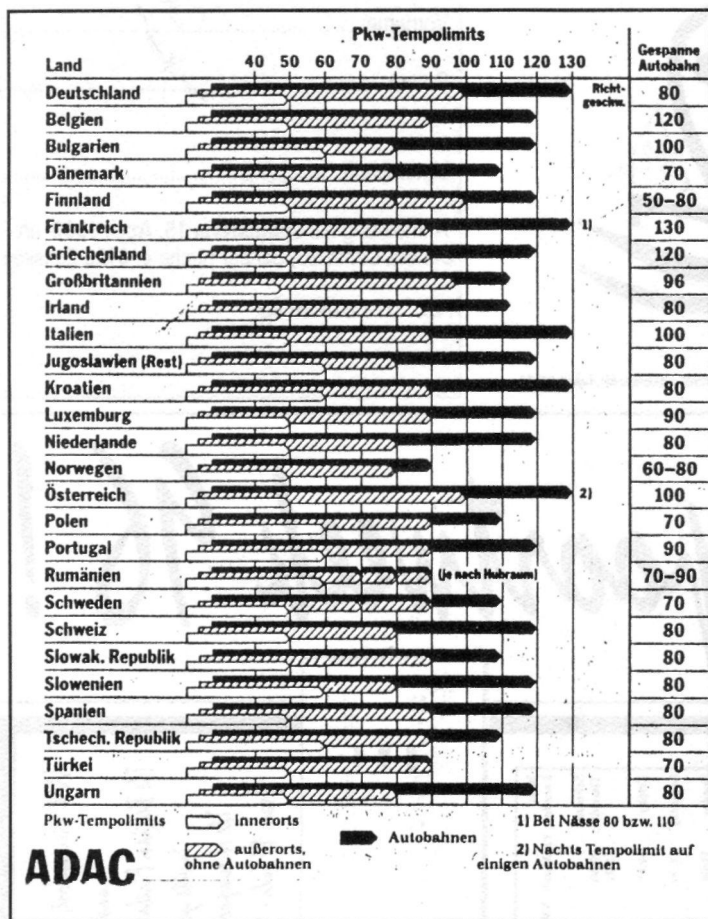 Pkw-Tempolimits
Land 40 50 60 70 80 90 100 110 120 130 Gespanne Autobahn
Deutschland Richt-geschw. 80
Belgien 120
Bulgarien 100
Dänemark 70
Finnland 50–80
Frankreich 1) 130
Griechenland 120
Großbritannien 96
Irland 80
Italien 100
Jugoslawien (Rest) 80
Kroatien 80
Luxemburg 90
Niederlande 80
Norwegen 60–80
Österreich 2) 100
Polen 70
Portugal 90
Rumänien (je nach Hubraum) 70–90
Schweden 70
Schweiz 80
Slowak. Republik 80
Slowenien 80
Spanien 80
Tschech. Republik 80
Türkei 70
Ungarn 80
Pkw-Tempolimits innerorts 1) Bei Nässe 80 bzw. 110
außerorts, ohne Autobahnen
Autobahnen
2) Nachts Tempolimit auf
einigen Autobahnen
ADAC